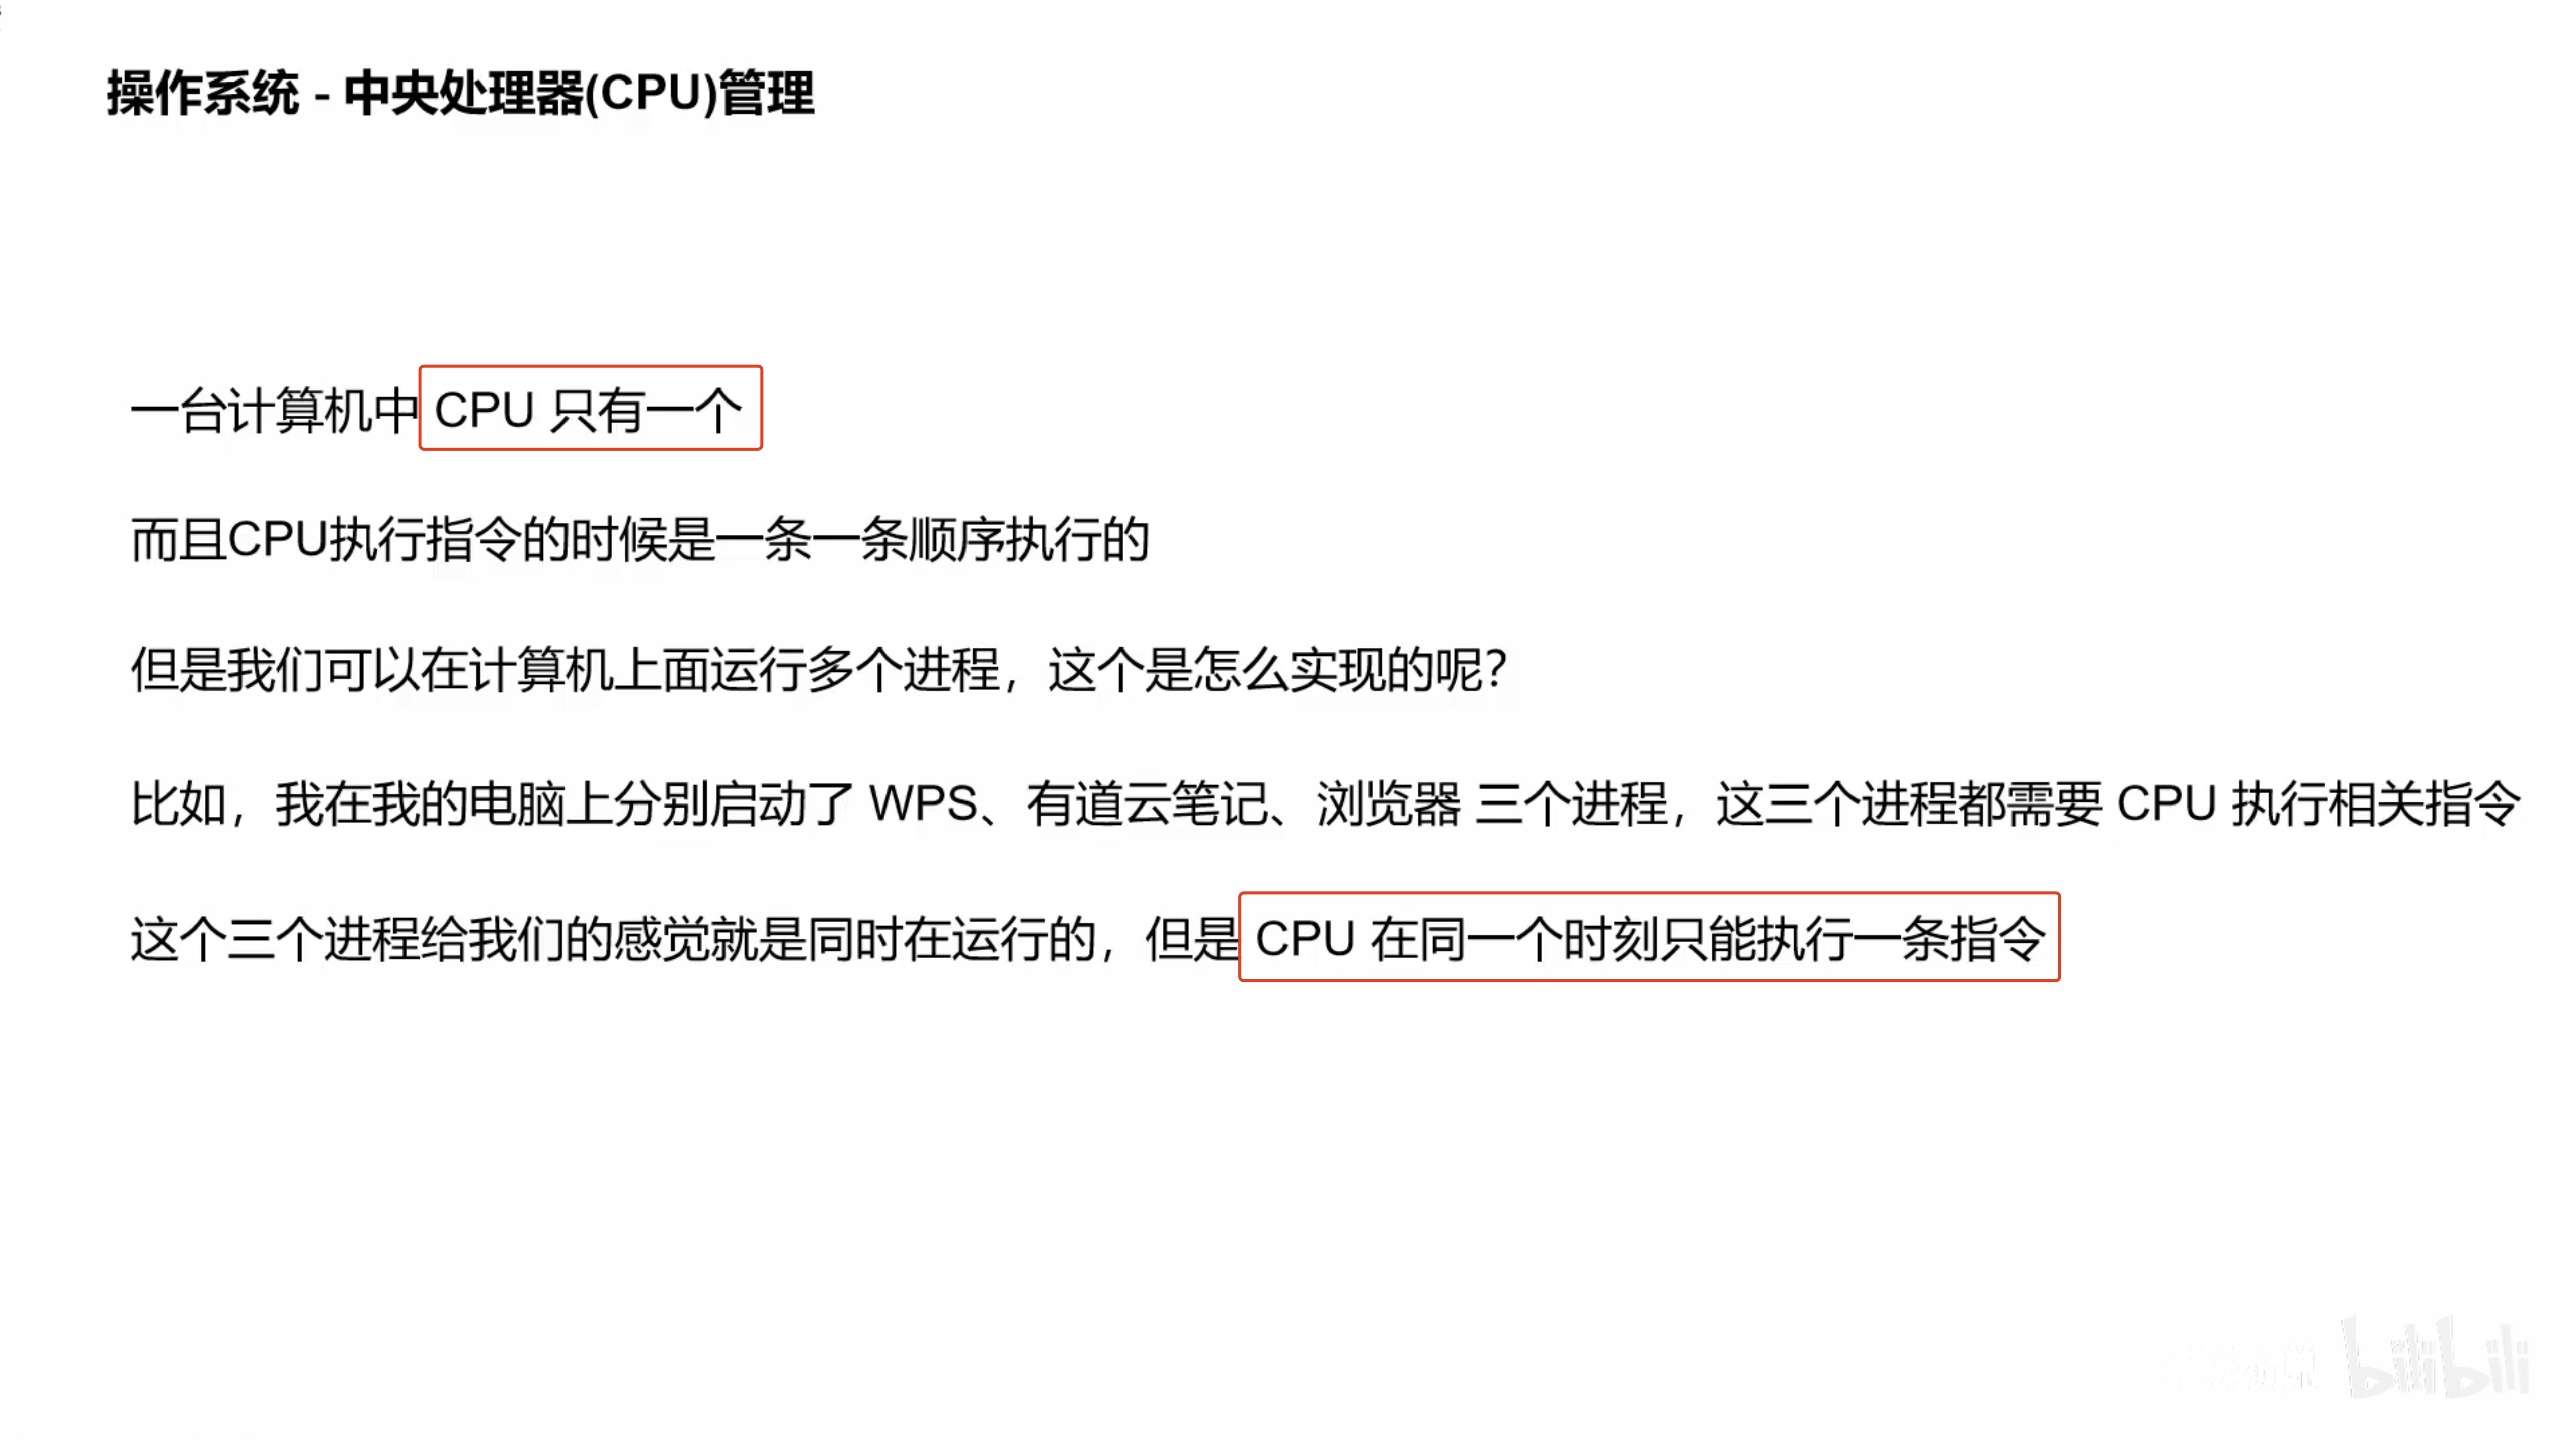 操作系统 - 中央处理器(CPU)管理
一台计算机中 CPU 只有一个
而且CPU执行指令的时候是一条一条顺序执行的
但是我们可以在计算机上面运行多个进程，这个是怎么实现的呢？
比如，我在我的电脑上分别启动了 WPS、有道云笔记、浏览器 三个进程，这三个进程都需要 CPU 执行相关指令
这个三个进程给我们的感觉就是同时在运行的，但是 CPU 在同一个时刻只能执行一条指令
bilibili